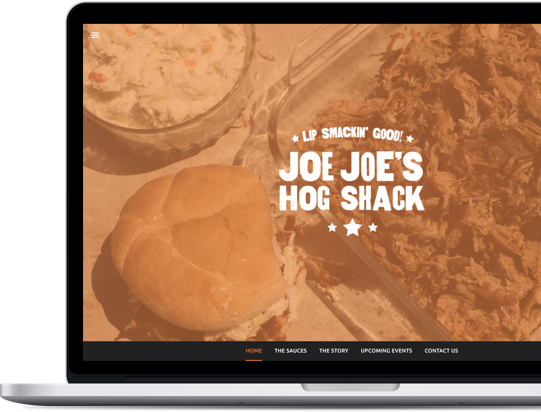 LIP SMACKIN' GOOD!
JOE JOE'S
HOG SHACK
HOME THE SAUCES THE STORY UPCOMING EVENTS CONTACT US